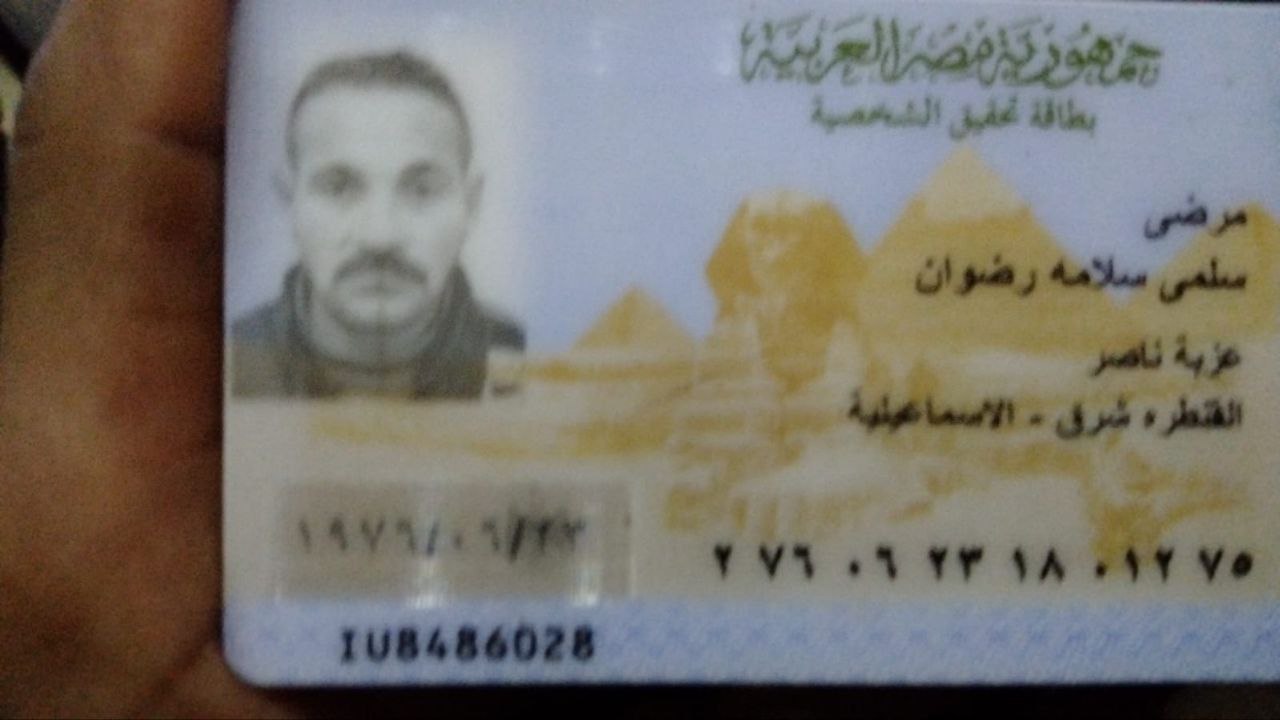 جمهورية مصر العربية
بطاقة تحقيق الشخصية
مرضى
سلمى سلامه رضوان
عزبة ناصر
القنطره شرق - الاسماعيلية
١٩٧٦/٠٦/٢٣
٢ ٧٦ ٠٦ ٢٣ ١٨ ٠١٢ ٧٥
IU8486028